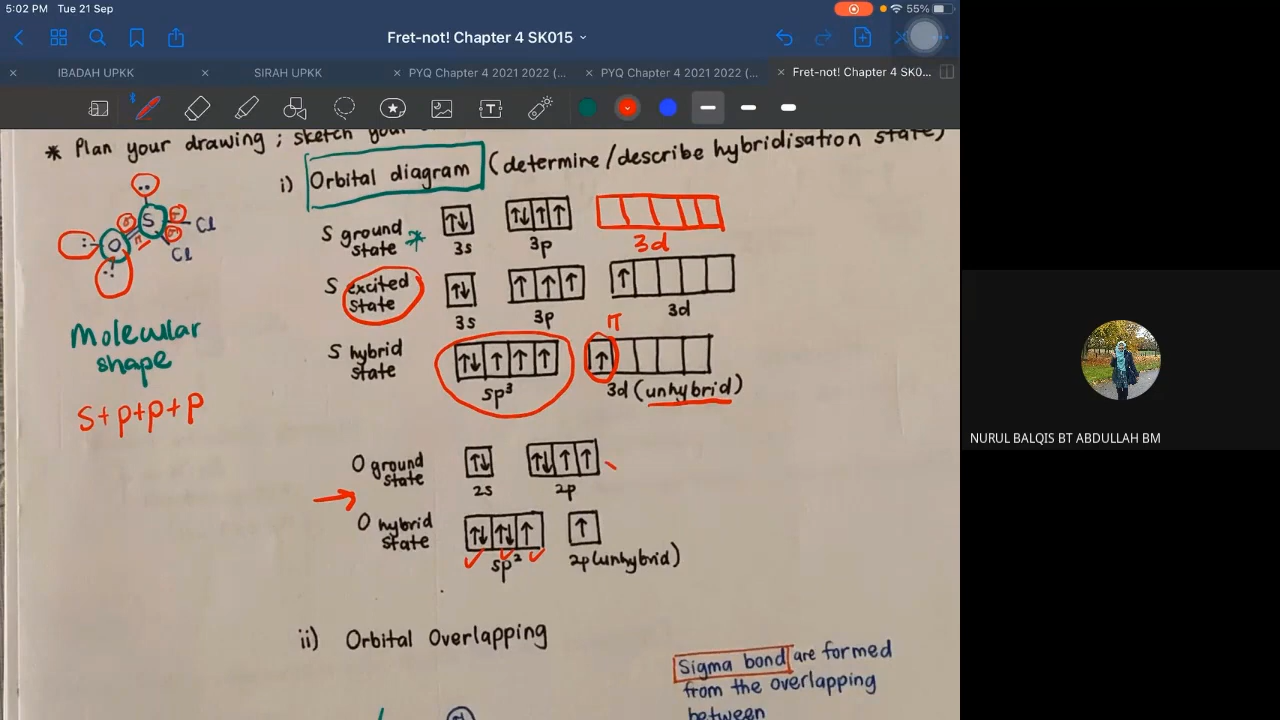 5:02 PM Tue 21 Sep
55%
Fret-not! Chapter 4 SK015
IBADAH UPKK
SIRAH UPKK
PYQ Chapter 4 2021 2022 (...
PYQ Chapter 4 2021 2022 (...
Fret-not! Chapter 4 SK0...
* Plan your drawing ; sketch your
i) Orbital diagram (determine/describe hybridisation state)
S
O
Cl
Cl
σ
σ
σ
π
Molecular
shape
S+p+p+p
S ground
state *
3s
3p
3d
S excited
state
3s
3p
3d
π
S hybrid
state
sp³
3d (unhybrid)
O ground
state
2s
2p
O hybrid
state
sp²
2p(unhybrid)
ii) Orbital Overlapping
Sigma bond are formed
from the overlapping
between
NURUL BALQIS BT ABDULLAH BM